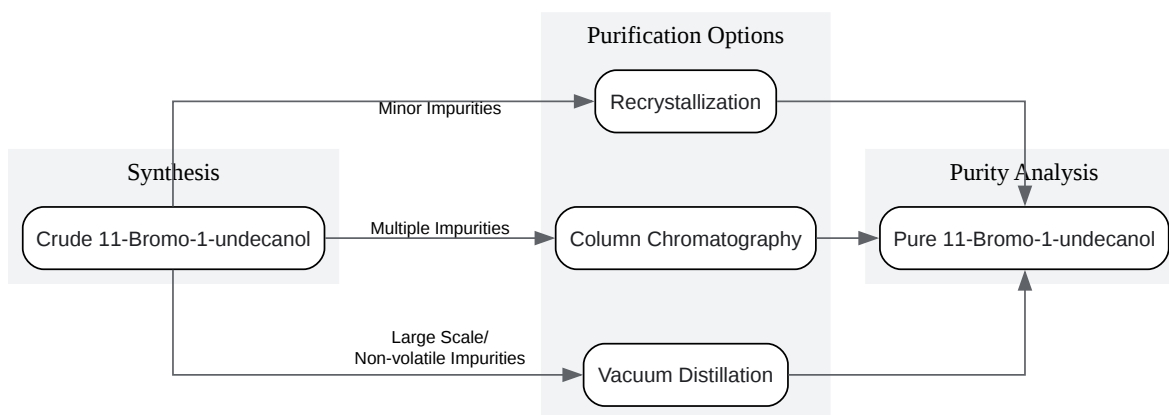 Purification Options
Minor Impurities
Recrystallization
Synthesis
Purity Analysis
Crude 11-Bromo-1-undecanol
Multiple Impurities
Column Chromatography
Pure 11-Bromo-1-undecanol
Large Scale/
Non-volatile Impurities
Vacuum Distillation